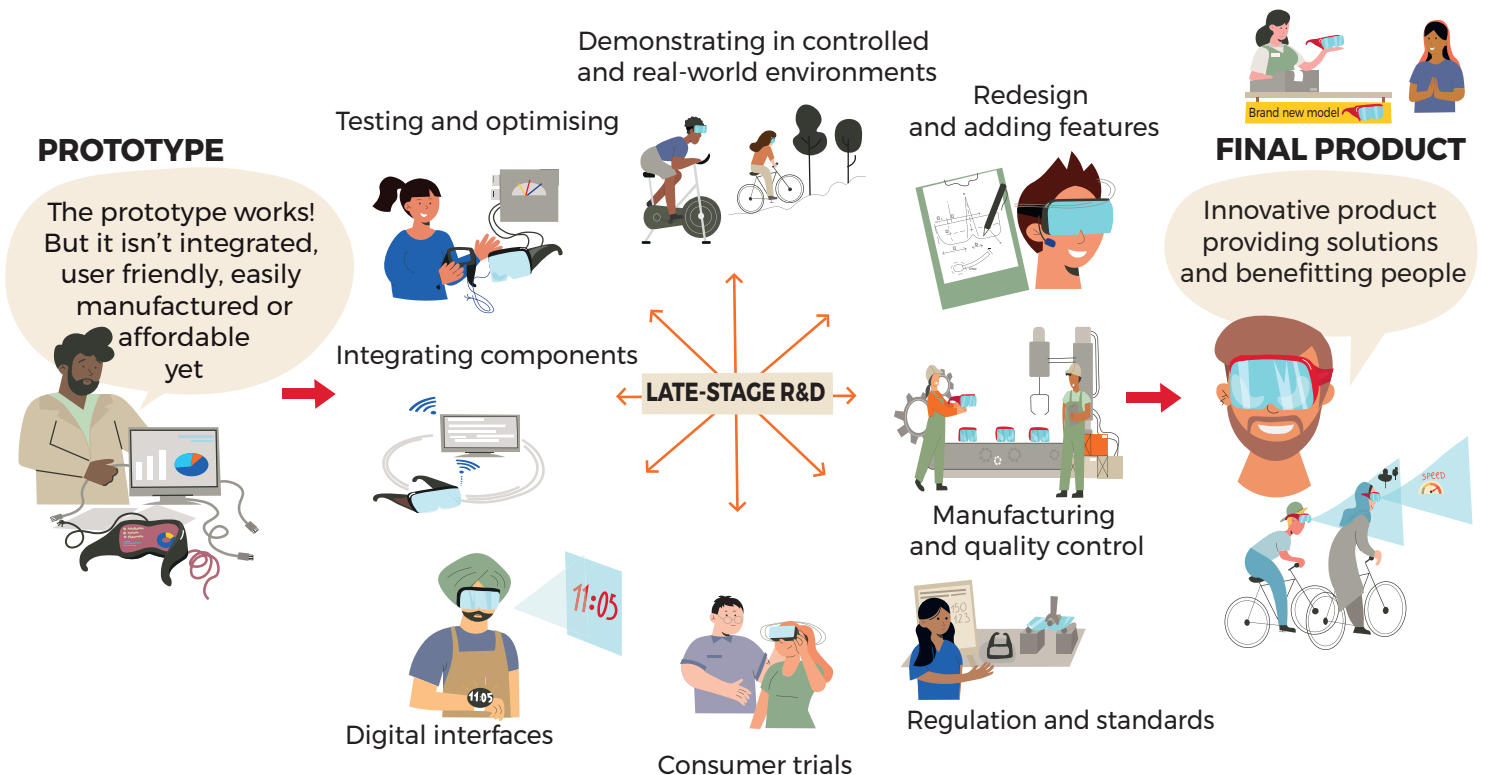 PROTOTYPE
The prototype works!
But it isn't integrated,
user friendly, easily
manufactured or
affordable
yet
Testing and optimising
Demonstrating in controlled
and real-world environments
Redesign
and adding features
Integrating components
LATE-STAGE R&D
Manufacturing
and quality control
11:05
11:05
Digital interfaces
Consumer trials
150
123
Regulation and standards
Brand new model
FINAL PRODUCT
Innovative product
providing solutions
and benefitting people
SPEED